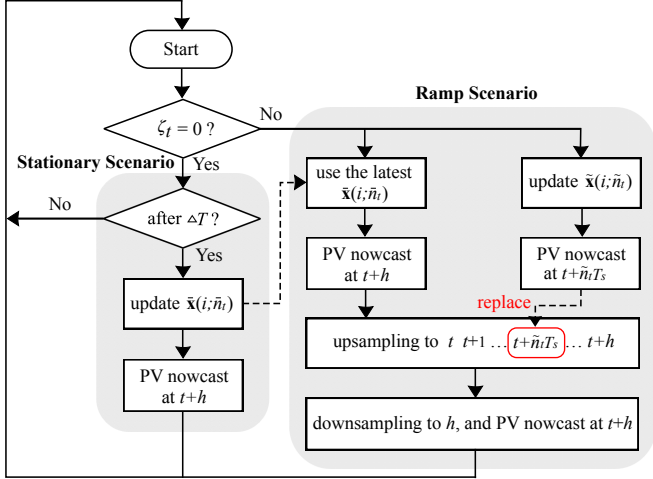 Start
ζt = 0 ?
No
Ramp Scenario
Stationary Scenario
Yes
No
after △T ?
Yes
update x̄(i;n̄t)
PV nowcast
at t+h
use the latest
x̄(i;n̄t)
PV nowcast
at t+h
update x̃(i;ñt)
PV nowcast
at t+ñtTs
replace
upsampling to t t+1 ... t+ñtTs ... t+h
downsampling to h, and PV nowcast at t+h